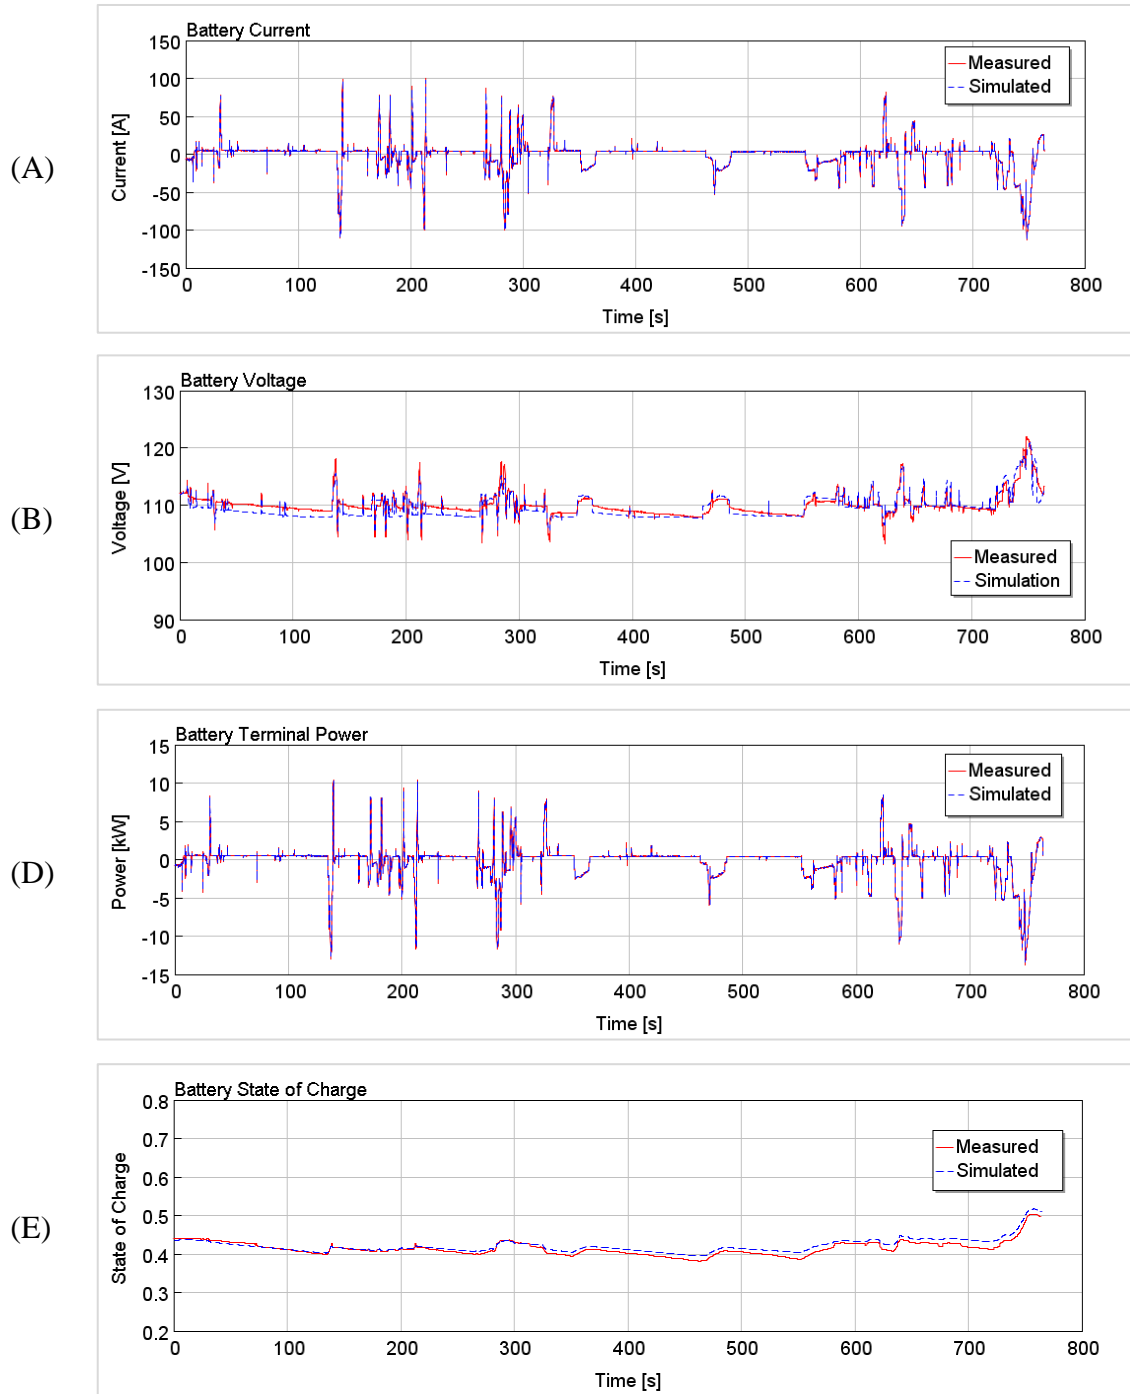 (A)
Battery Current
150
100
50
0
-50
-100
-150
Current [A]
Measured
Simulated
0 100 200 300 400 500 600 700 800
Time [s]
(B)
Battery Voltage
130
120
110
100
90
Voltage [V]
Measured
Simulation
0 100 200 300 400 500 600 700 800
Time [s]
(D)
Battery Terminal Power
15
10
5
0
-5
-10
-15
Power [kW]
Measured
Simulated
0 100 200 300 400 500 600 700 800
Time [s]
(E)
Battery State of Charge
0.8
0.7
0.6
0.5
0.4
0.3
0.2
State of Charge
Measured
Simulated
0 100 200 300 400 500 600 700 800
Time [s]